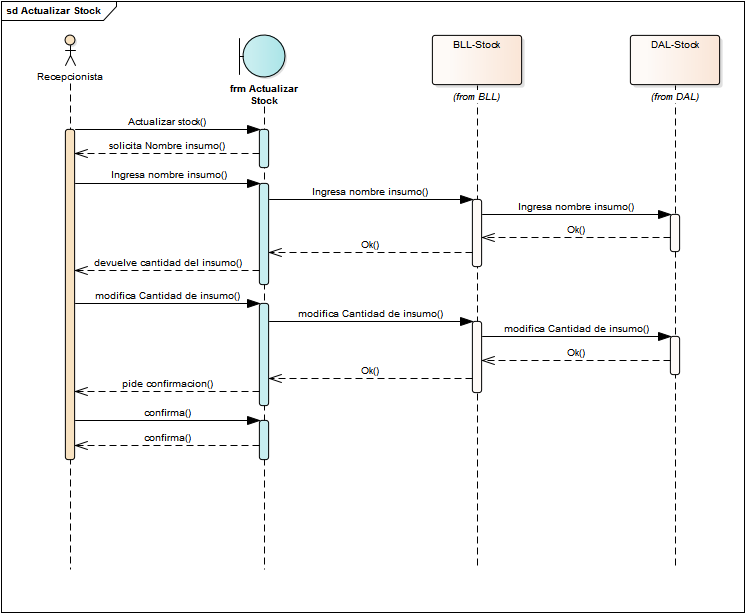 sd Actualizar Stock
Recepcionista
frm Actualizar
Stock
BLL-Stock
(from BLL)
DAL-Stock
(from DAL)
Actualizar stock()
solicita Nombre insumo()
Ingresa nombre insumo()
Ingresa nombre insumo()
Ingresa nombre insumo()
Ok()
Ok()
devuelve cantidad del insumo()
modifica Cantidad de insumo()
modifica Cantidad de insumo()
modifica Cantidad de insumo()
Ok()
Ok()
pide confirmacion()
confirma()
confirma()